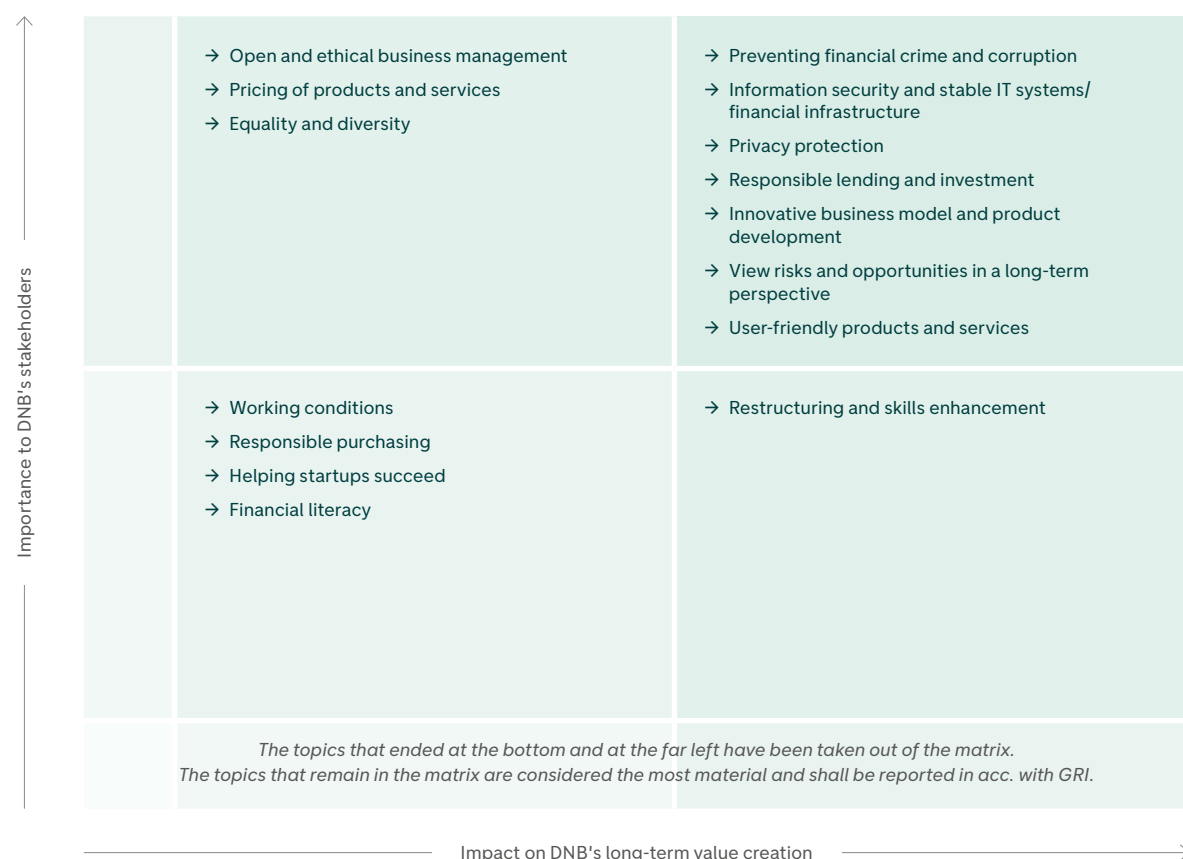 Importance to DNB's stakeholders
→ Open and ethical business management
→ Pricing of products and services
→ Equality and diversity
→ Preventing financial crime and corruption
→ Information security and stable IT systems/
financial infrastructure
→ Privacy protection
→ Responsible lending and investment
→ Innovative business model and product
development
→ View risks and opportunities in a long-term
perspective
→ User-friendly products and services
→ Working conditions
→ Responsible purchasing
→ Helping startups succeed
→ Financial literacy
→ Restructuring and skills enhancement
The topics that ended at the bottom and at the far left have been taken out of the matrix.
The topics that remain in the matrix are considered the most material and shall be reported in acc. with GRI.
Impact on DNB's long-term value creation